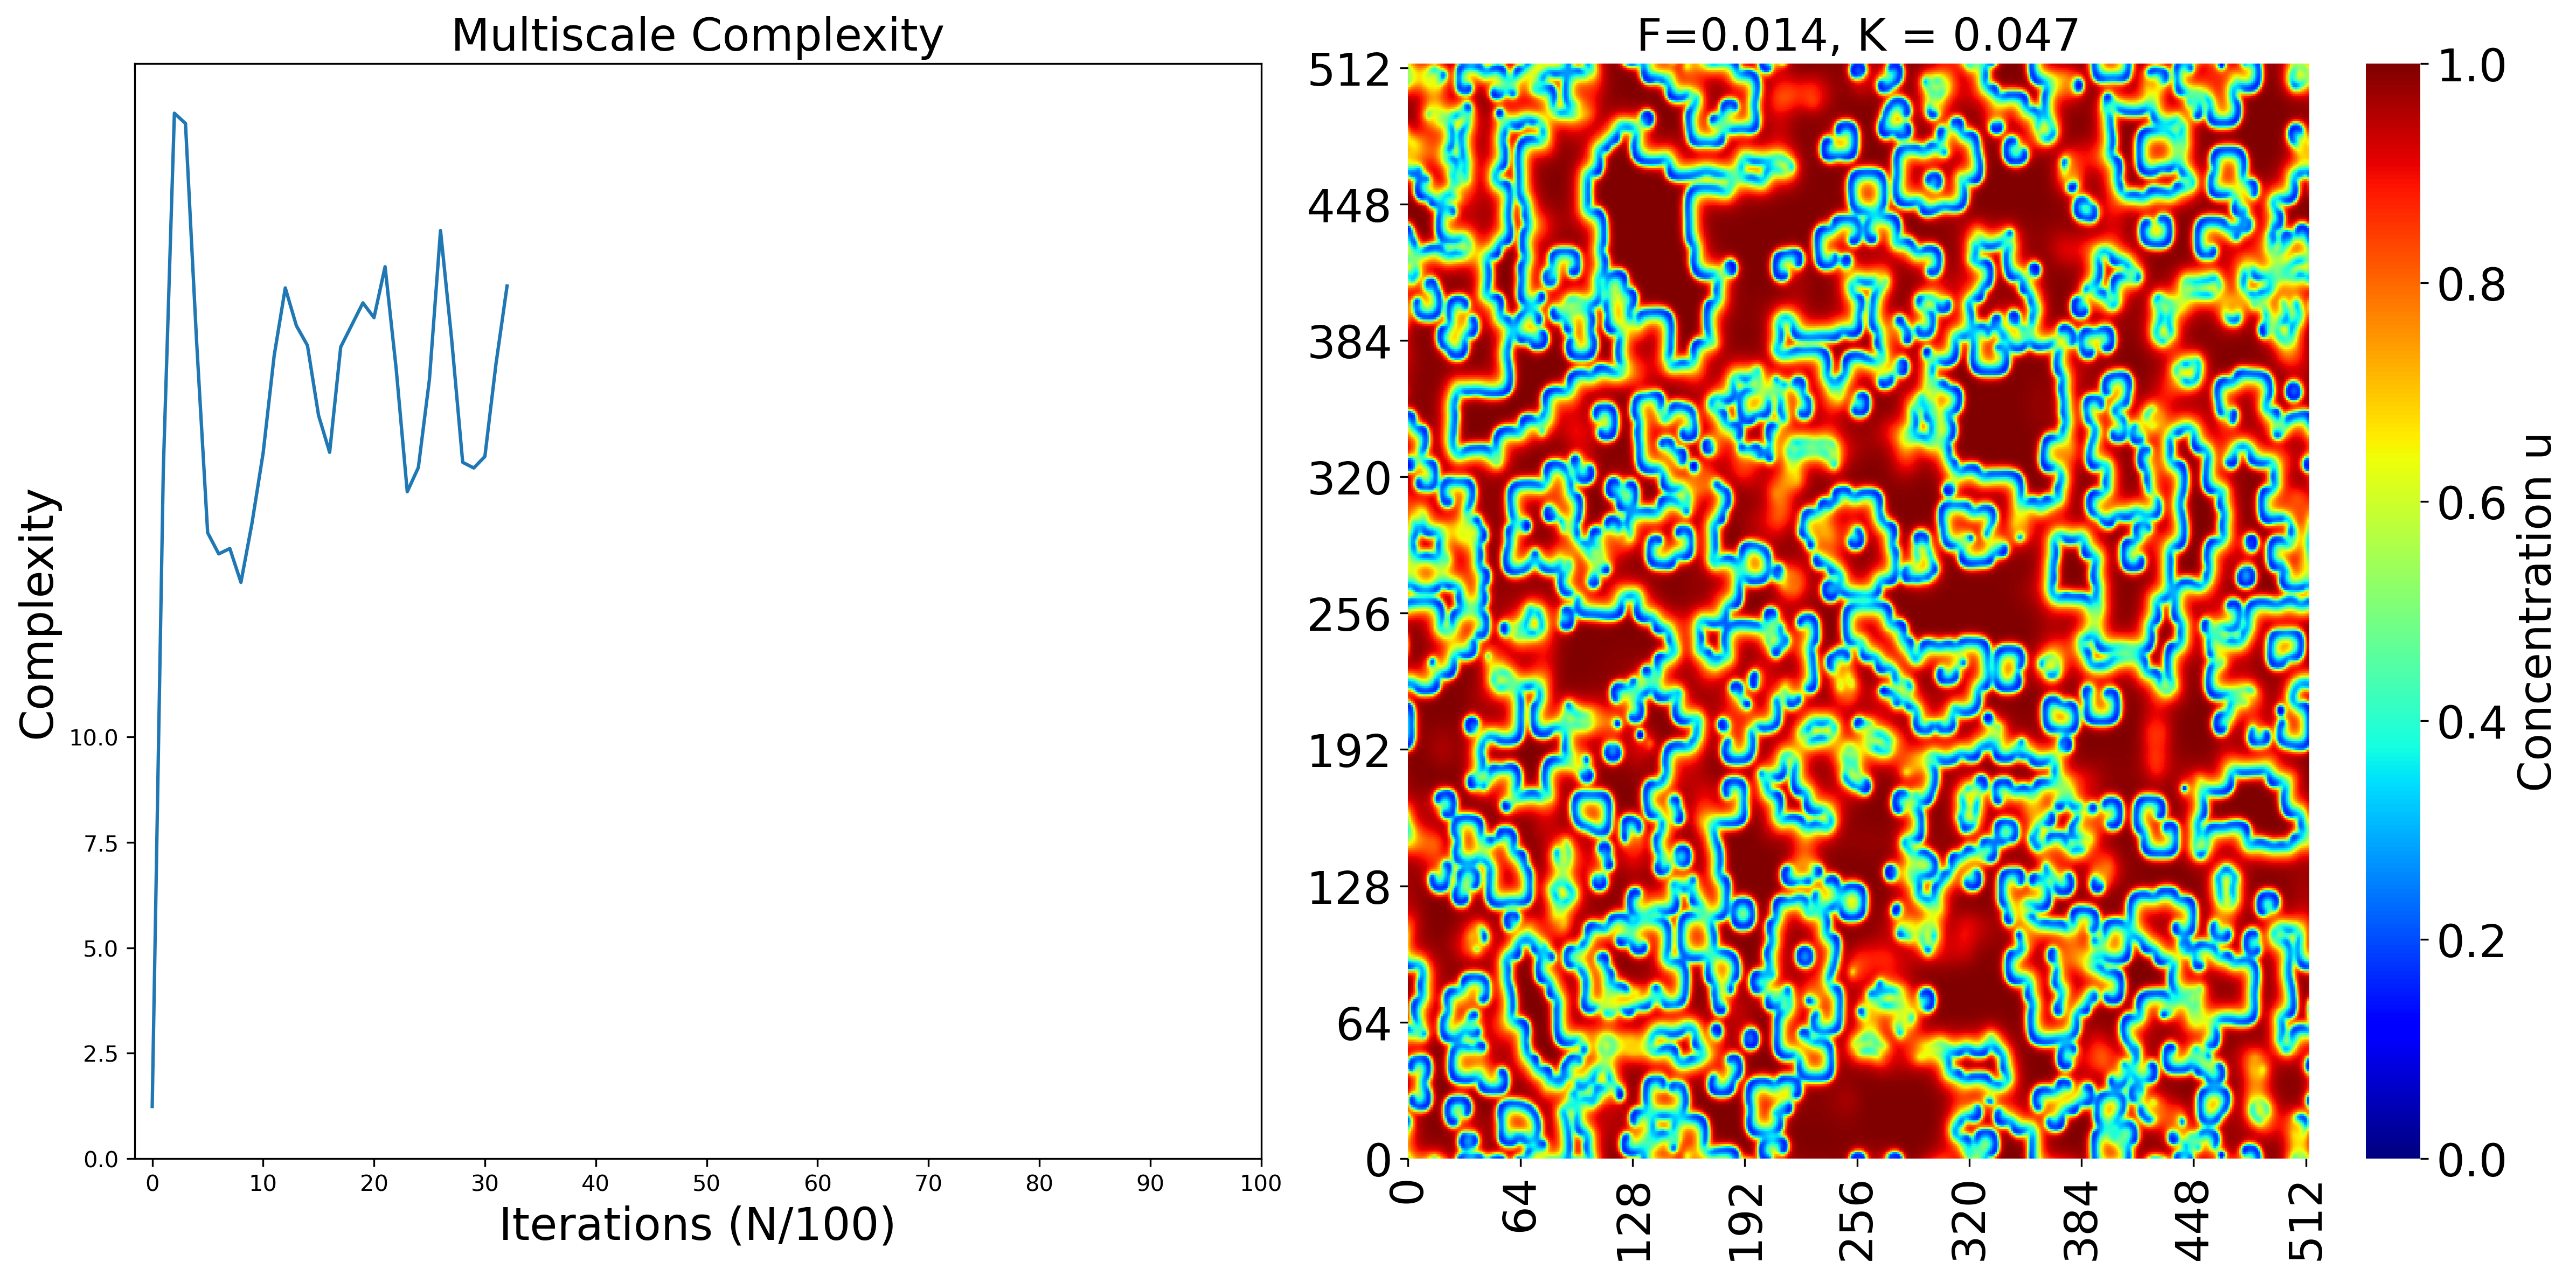 Multiscale Complexity
Complexity
10.0
7.5
5.0
2.5
0.0
0 10 20 30 40 50 60 70 80 90 100
Iterations (N/100)
F=0.014, K = 0.047
512
448
384
320
256
192
128
64
0
0 64 128 192 256 320 384 448 512
1.0
0.8
0.6
0.4
0.2
0.0
Concentration u